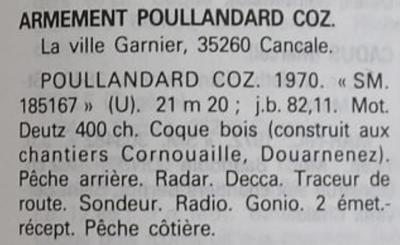 ARMEMENT POULLANDARD COZ.
La ville Garnier, 35260 Cancale.
POULLANDARD COZ. 1970. « SM.
185167 » (U). 21 m 20 ; j.b. 82,11. Mot.
Deutz 400 ch. Coque bois (construit aux
chantiers Cornouaille, Douarnenez).
Pêche arrière. Radar. Decca. Traceur de
route. Sondeur. Radio. Gonio. 2 émet.-
récept. Pêche côtière.